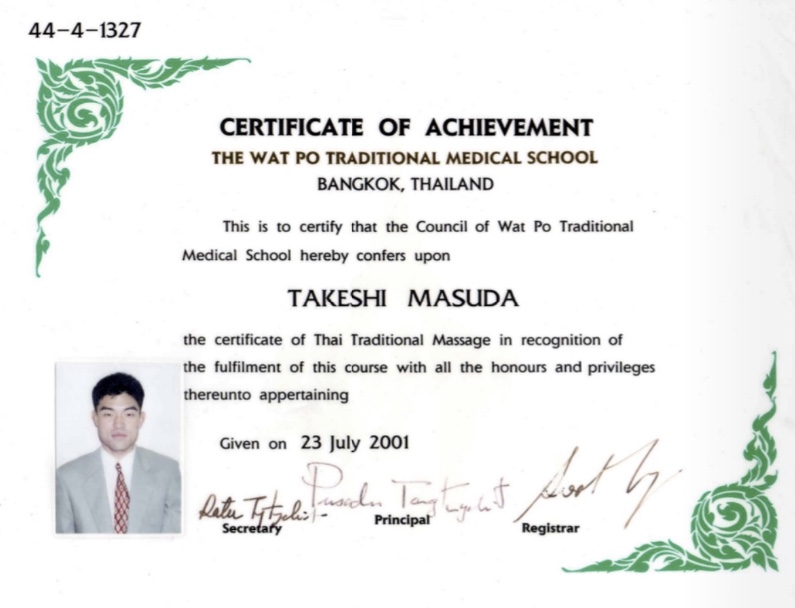 44-4-1327
CERTIFICATE OF ACHIEVEMENT
THE WAT PO TRADITIONAL MEDICAL SCHOOL
BANGKOK, THAILAND
This is to certify that the Council of Wat Po Traditional
Medical School hereby confers upon
TAKESHI MASUDA
the certificate of Thai Traditional Massage in recognition of
the fulfilment of this course with all the honours and privileges
thereunto appertaining
Given on 23 July 2001
Secretary Principal Registrar